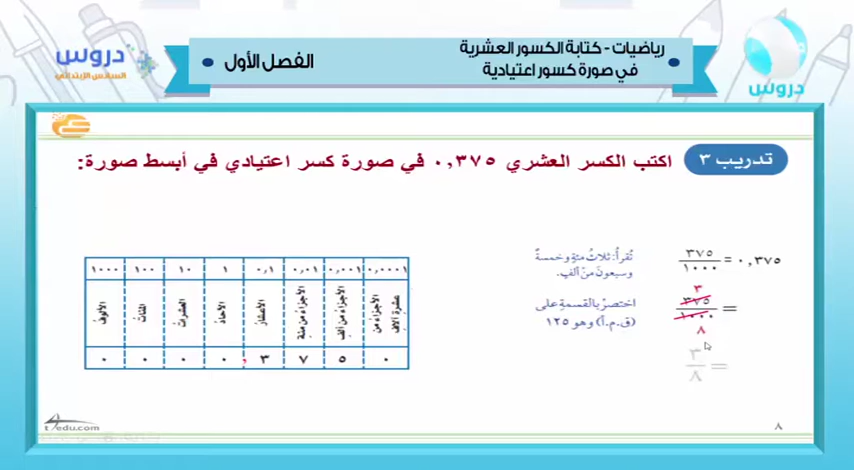 دروس
السادس الابتدائي
الفصل الأول
رياضيات - كتابة الكسور العشرية
في صورة كسور اعتيادية
دروس
تدريب ٣
اكتب الكسر العشري ٠,٣٧٥ في صورة كسر اعتيادي في أبسط صورة:
٠,٣٧٥ = ٣٧٥/١٠٠٠
تُقرأ: ثلاثُ مئةٍ وخمسةٌ
وسبعونَ منْ ألفٍ.
= ٣٧٥/١٠٠٠
٣
٨
اختصرْ بالقسمةِ على
(ق.م.أ) وهو ١٢٥
= ٣/٨
٠,٠٠٠١ ٠,٠٠١ ٠,٠١ ٠,١ ١ ١٠ ١٠٠ ١٠٠٠
الأجزاءُ من عشرةِ آلاف
الأجزاءُ من ألفٍ
الأجزاءُ من مئة
الأعشارُ
الآحادُ
العشراتُ
المئاتُ
الألوفُ
٠ ٥ ٧ ٣ , ٠ ٠ ٠ ٠
t4edu.com
٨